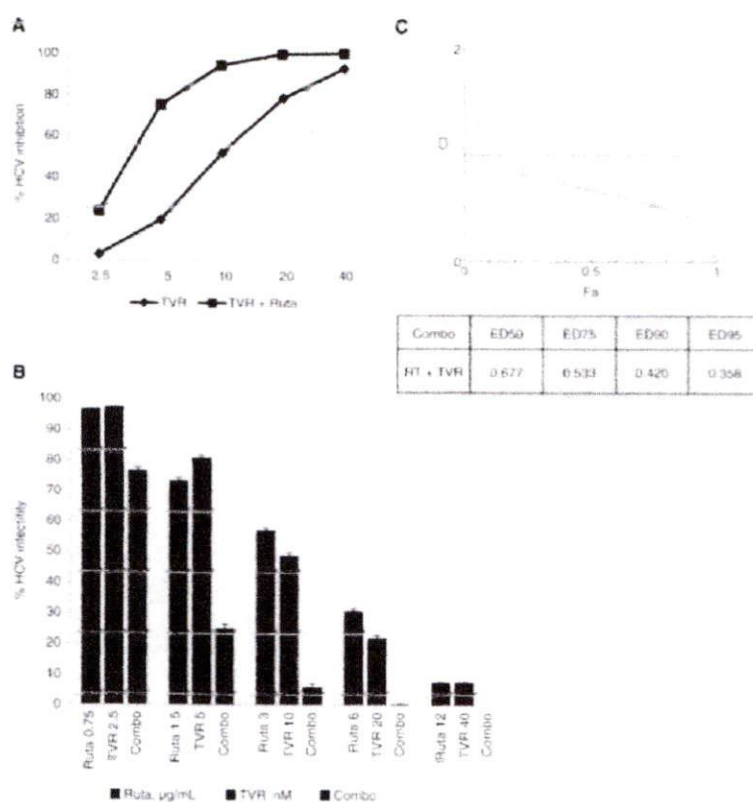 A
% HCV inhibition
100
80
60
40
20
0
2.5 5 10 20 40
TVR TVR + Ruta
C
2
0
0 0.5 1
Fa
Combo ED50 ED75 ED90 ED95
RT + TVR 0.677 0.533 0.420 0.358
B
% HCV infectitity
100
90
80
70
60
50
40
30
20
10
0
Ruta 0.75
TVR 2.5
Combo
Ruta 1.5
TVR 5
Combo
Ruta 3
TVR 10
Combo
Ruta 6
TVR 20
Combo
Ruta 12
TVR 40
Combo
Ruta, µg/mL TVR nM Combo